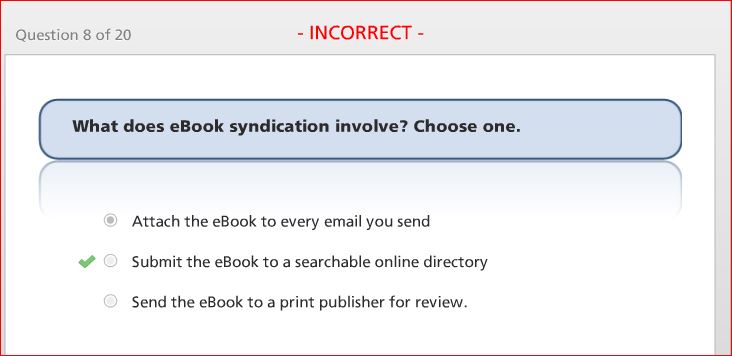 Question 8 of 20
- INCORRECT -
What does eBook syndication involve? Choose one.
Attach the eBook to every email you send
Submit the eBook to a searchable online directory
Send the eBook to a print publisher for review.